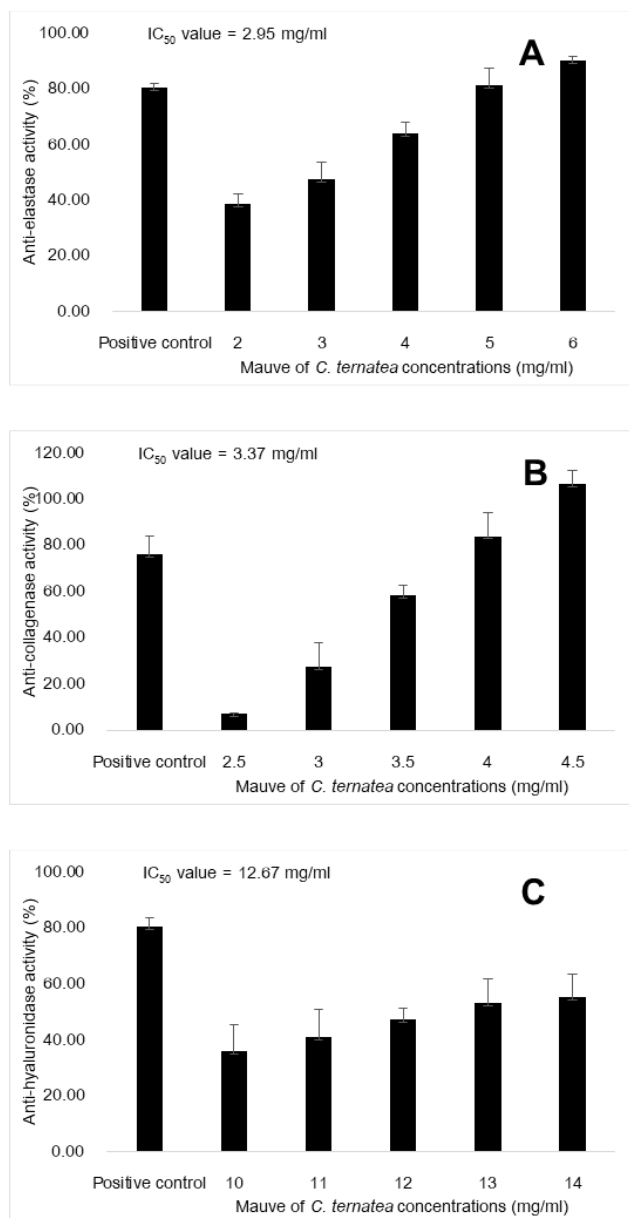 100.00
IC50 value = 2.95 mg/ml
A
80.00
60.00
40.00
20.00
0.00
Anti-elastase activity (%)
Positive control 2 3 4 5 6
Mauve of C. ternatea concentrations (mg/ml)
120.00
IC50 value = 3.37 mg/ml
B
100.00
80.00
60.00
40.00
20.00
0.00
Anti-collagenase activity (%)
Positive control 2.5 3 3.5 4 4.5
Mauve of C. ternatea concentrations (mg/ml)
100.00
IC50 value = 12.67 mg/ml
C
80.00
60.00
40.00
20.00
0.00
Anti-hyaluronidase activity (%)
Positive control 10 11 12 13 14
Mauve of C. ternatea concentrations (mg/ml)